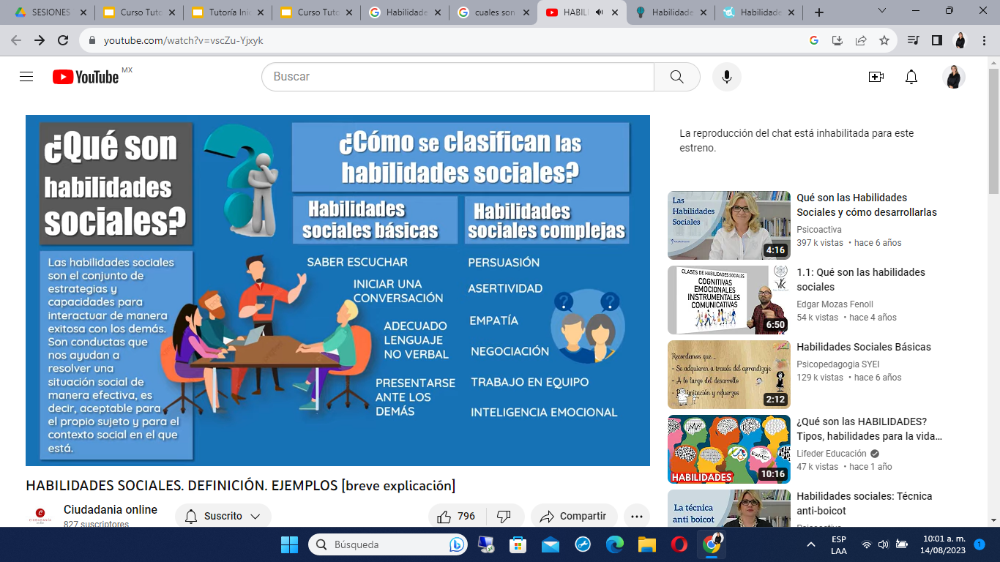 SESIONES
Curso Tuto
Tutoría Inic
Curso Tuto
Habilidade
cuales son
HABIL
Habilidade
Habilidade
youtube.com/watch?v=vscZu-Yjxyk
YouTube MX
Buscar
¿Qué son
habilidades
sociales?
Las habilidades sociales
son el conjunto de
estrategias y
capacidades para
interactuar de manera
exitosa con los demás.
Son conductas que
nos ayudan a
resolver una
situación social de
manera efectiva, es
decir, aceptable para
el propio sujeto y para el
contexto social en el que
está.
¿Cómo se clasifican las
habilidades sociales?
Habilidades
sociales básicas
SABER ESCUCHAR
INICIAR UNA
CONVERSACIÓN
ADECUADO
LENGUAJE
NO VERBAL
PRESENTARSE
ANTE LOS
DEMÁS
Habilidades
sociales complejas
PERSUASIÓN
ASERTIVIDAD
EMPATÍA
NEGOCIACIÓN
TRABAJO EN EQUIPO
INTELIGENCIA EMOCIONAL
? ?
HABILIDADES SOCIALES. DEFINICIÓN. EJEMPLOS [breve explicación]
Ciudadania online
827 suscriptores
Suscrito
796
Compartir
La reproducción del chat está inhabilitada para este
estreno.
Las
Habilidades
Sociales
4:16
Qué son las Habilidades
Sociales y cómo desarrollarlas
Psicoactiva
397 k vistas • hace 6 años
CLASES DE HABILIDADES SOCIALES
COGNITIVAS
EMOCIONALES
INSTRUMENTALES
COMUNICATIVAS
6:50
1.1: Qué son las habilidades
sociales
Edgar Mozas Fenoll
54 k vistas • hace 4 años
Recordemos que ..
- Se adquieren a través del aprendizaje
- A lo largo del desarrollo
- Por imitación y refuerzos
2:12
Habilidades Sociales Básicas
Psicopedagogia SYEI
129 k vistas • hace 6 años
HABILIDADES
10:16
¿Qué son las HABILIDADES?
Tipos, habilidades para la vida...
Lifeder Educación
47 k vistas • hace 1 año
La técnica
anti boicot
Habilidades sociales: Técnica
anti-boicot
Psicoactiva
Búsqueda
ESP
LAA
10:01 a. m.
14/08/2023
1